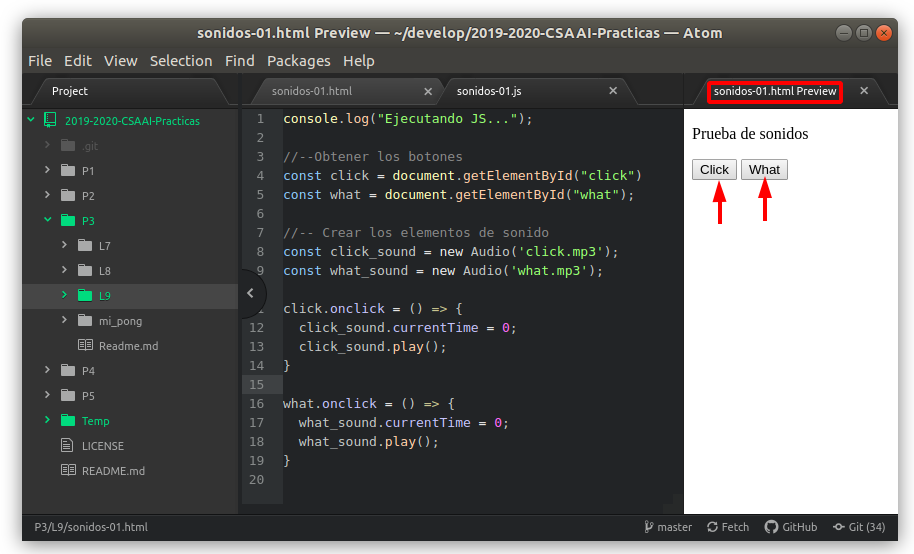 sonidos-01.html Preview — ~/develop/2019-2020-CSAAI-Practicas — Atom
File Edit View Selection Find Packages Help
Project
2019-2020-CSAAI-Practicas
.git
P1
P2
P3
L7
L8
L9
mi_pong
Readme.md
P4
P5
Temp
LICENSE
README.md
sonidos-01.html
sonidos-01.js
1 console.log("Ejecutando JS...");
2
3 //--Obtener los botones
4 const click = document.getElementById("click")
5 const what = document.getElementById("what");
6
7 //-- Crear los elementos de sonido
8 const click_sound = new Audio('click.mp3');
9 const what_sound = new Audio('what.mp3');
click.onclick = () => {
12 click_sound.currentTime = 0;
13 click_sound.play();
14 }
15
16 what.onclick = () => {
17 what_sound.currentTime = 0;
18 what_sound.play();
19 }
20
sonidos-01.html Preview
Prueba de sonidos
Click What
P3/L9/sonidos-01.html
master Fetch GitHub Git (34)